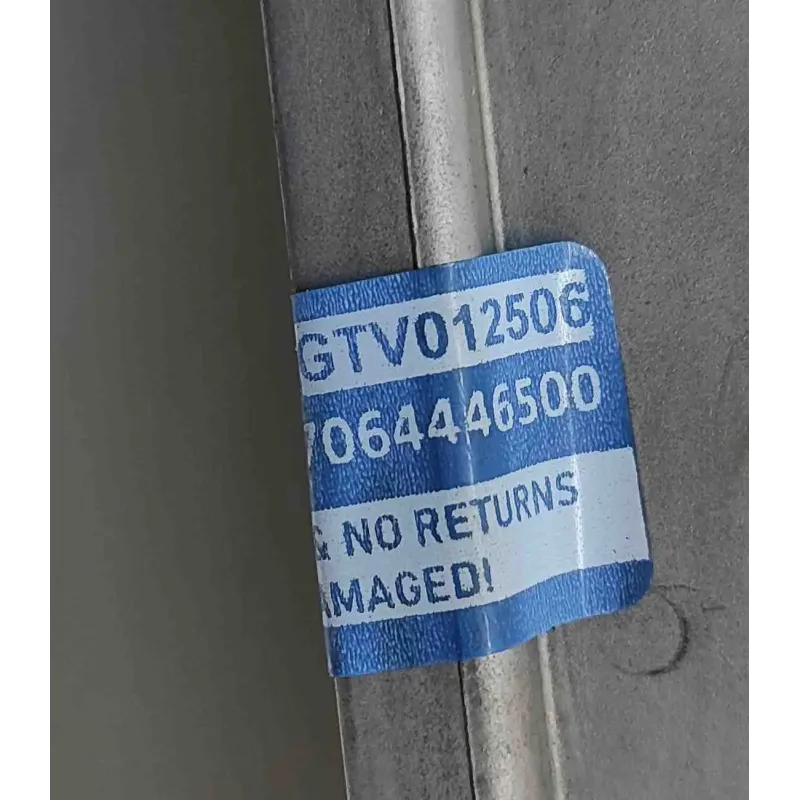 GTV012506
7064446500
& NO RETURNS
AMAGED!